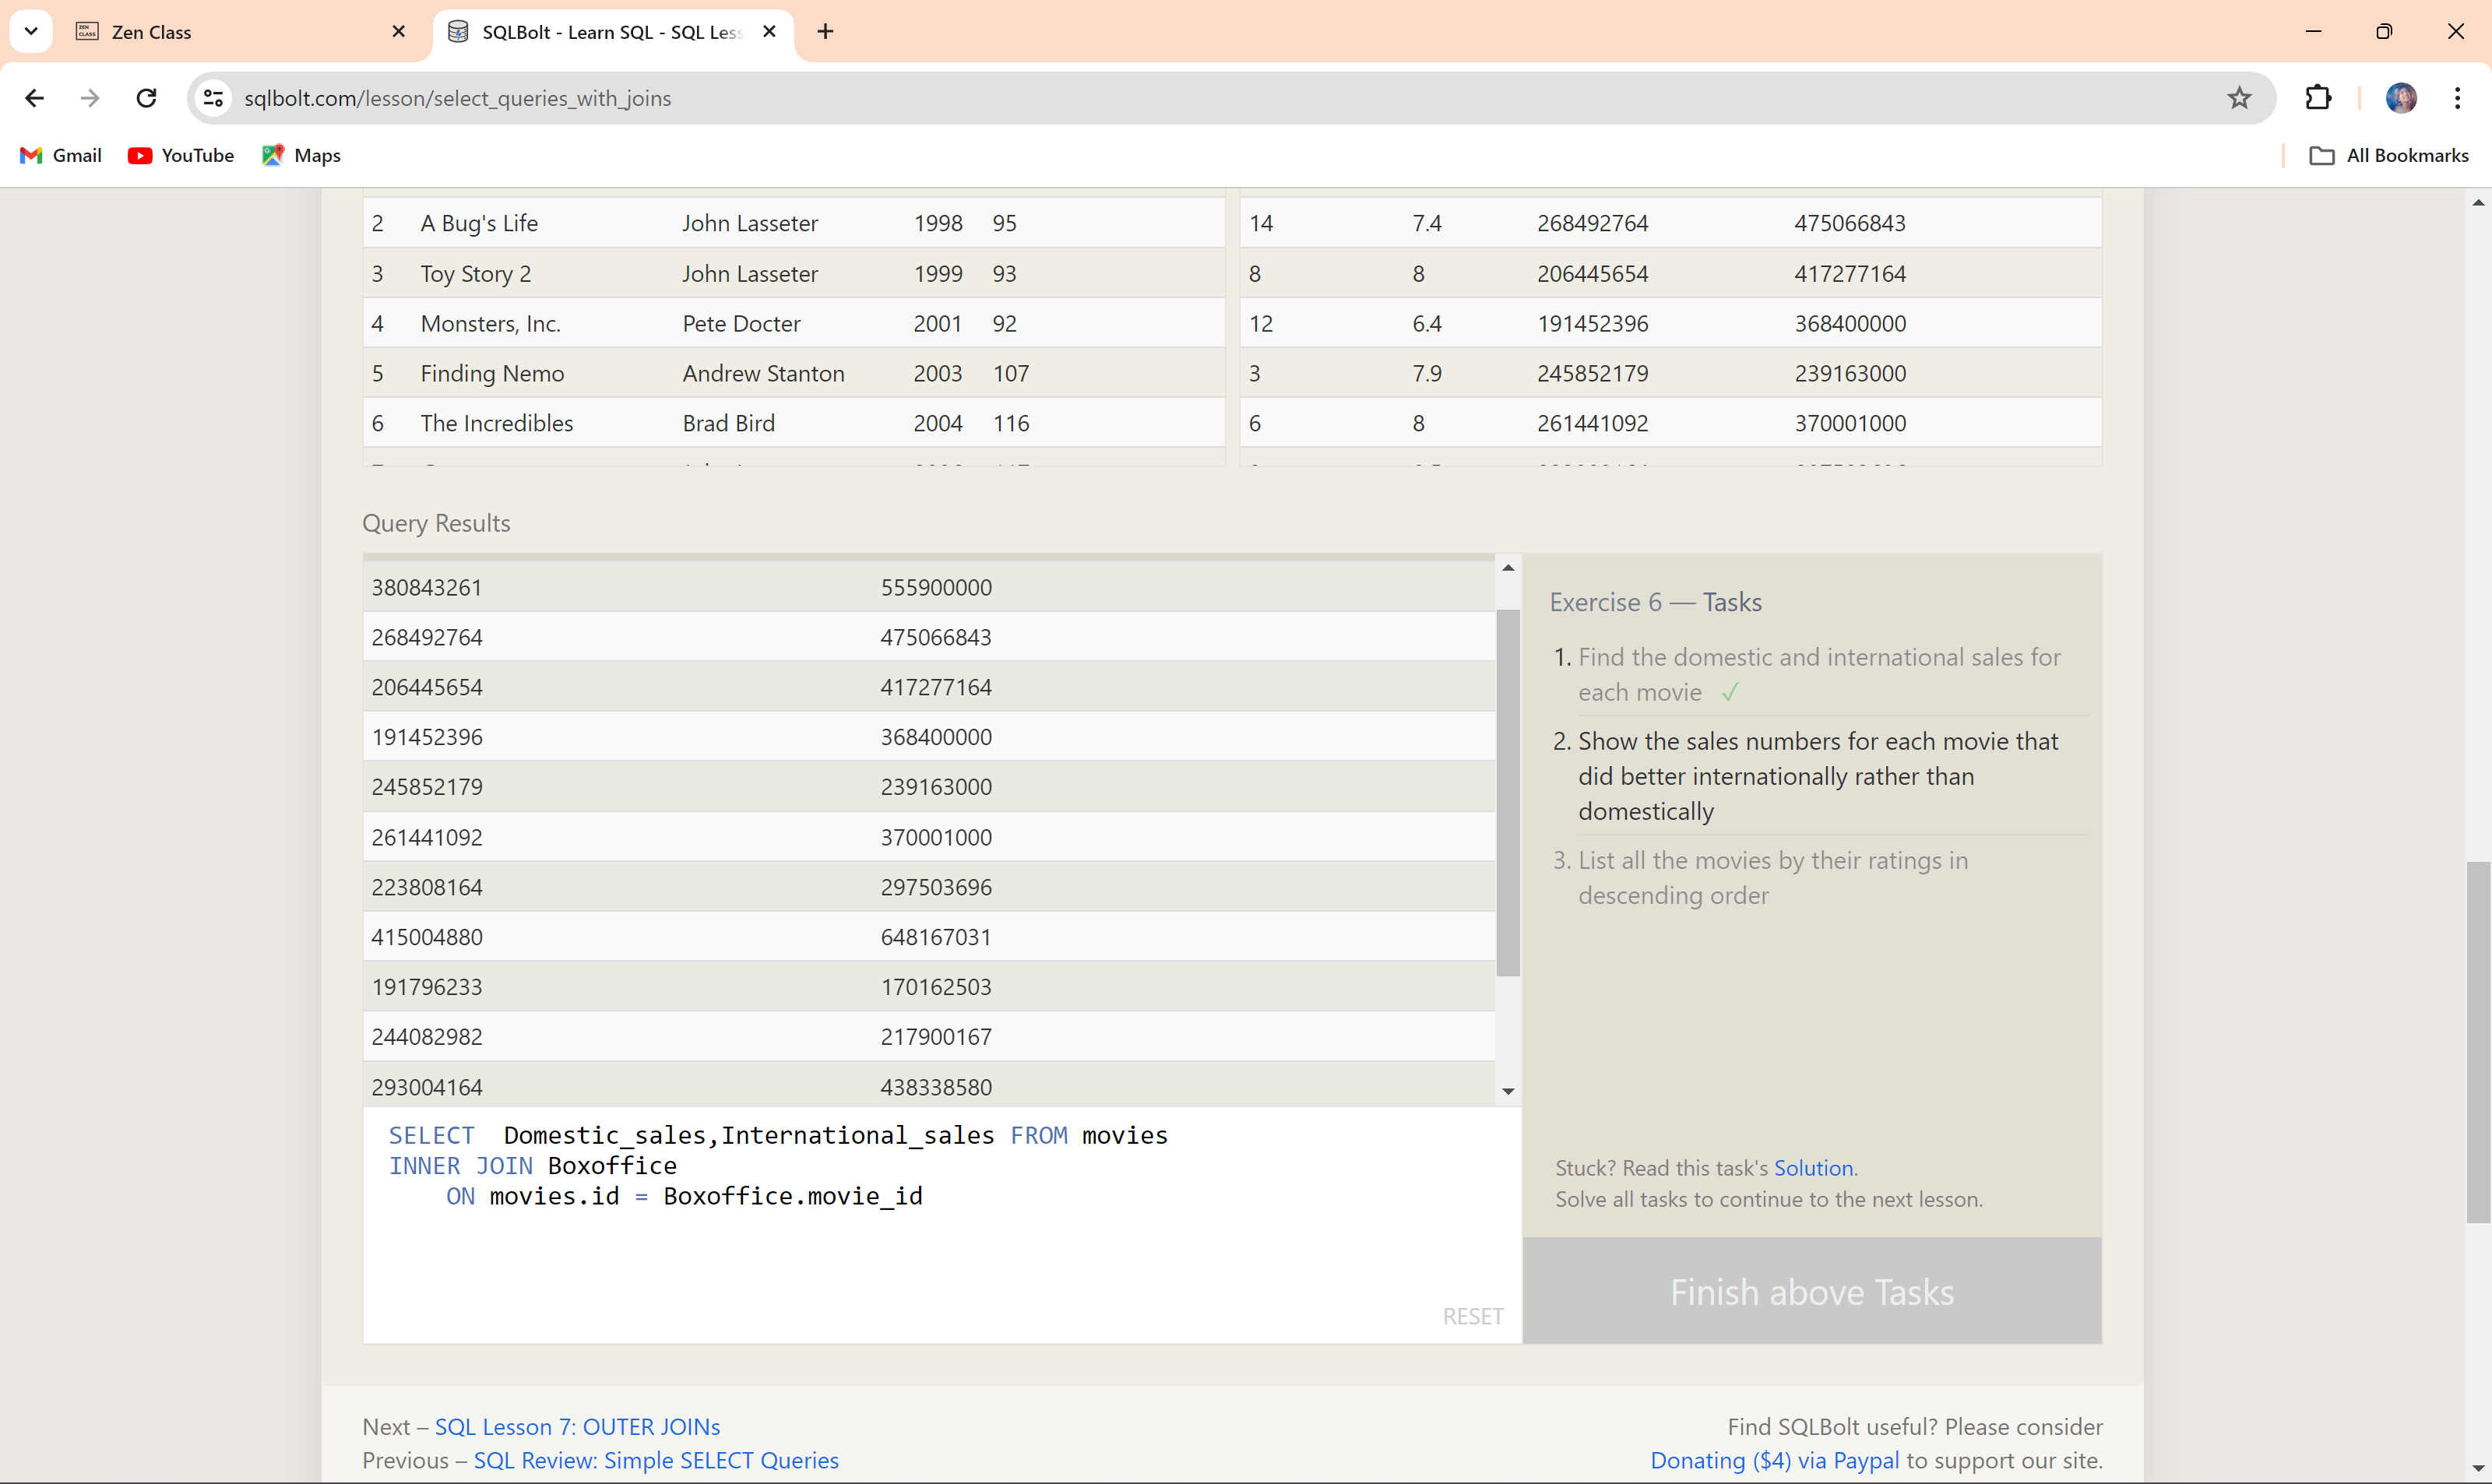 Zen Class
SQLBolt - Learn SQL - SQL Les
sqlbolt.com/lesson/select_queries_with_joins
Gmail YouTube Maps All Bookmarks
2 A Bug's Life John Lasseter 1998 95 14 7.4 268492764 475066843
3 Toy Story 2 John Lasseter 1999 93 8 8 206445654 417277164
4 Monsters, Inc. Pete Docter 2001 92 12 6.4 191452396 368400000
5 Finding Nemo Andrew Stanton 2003 107 3 7.9 245852179 239163000
6 The Incredibles Brad Bird 2004 116 6 8 261441092 370001000
Query Results
380843261 555900000
268492764 475066843
206445654 417277164
191452396 368400000
245852179 239163000
261441092 370001000
223808164 297503696
415004880 648167031
191796233 170162503
244082982 217900167
293004164 438338580
SELECT  Domestic_sales,International_sales FROM movies
INNER JOIN Boxoffice
    ON movies.id = Boxoffice.movie_id
RESET
Exercise 6 — Tasks
1. Find the domestic and international sales for
each movie ✓
2. Show the sales numbers for each movie that
did better internationally rather than
domestically
3. List all the movies by their ratings in
descending order
Stuck? Read this task's Solution.
Solve all tasks to continue to the next lesson.
Finish above Tasks
Next – SQL Lesson 7: OUTER JOINs
Previous – SQL Review: Simple SELECT Queries
Find SQLBolt useful? Please consider
Donating ($4) via Paypal to support our site.